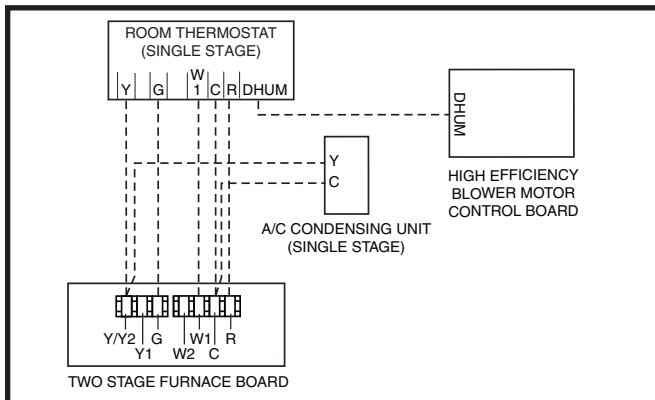 ROOM THERMOSTAT
(SINGLE STAGE)
Y G W1 C R DHUM
DHUM
HIGH EFFICIENCY
BLOWER MOTOR
CONTROL BOARD
Y
C
A/C CONDENSING UNIT
(SINGLE STAGE)
Y/Y2 G W1 R
Y1 W2 C
TWO STAGE FURNACE BOARD